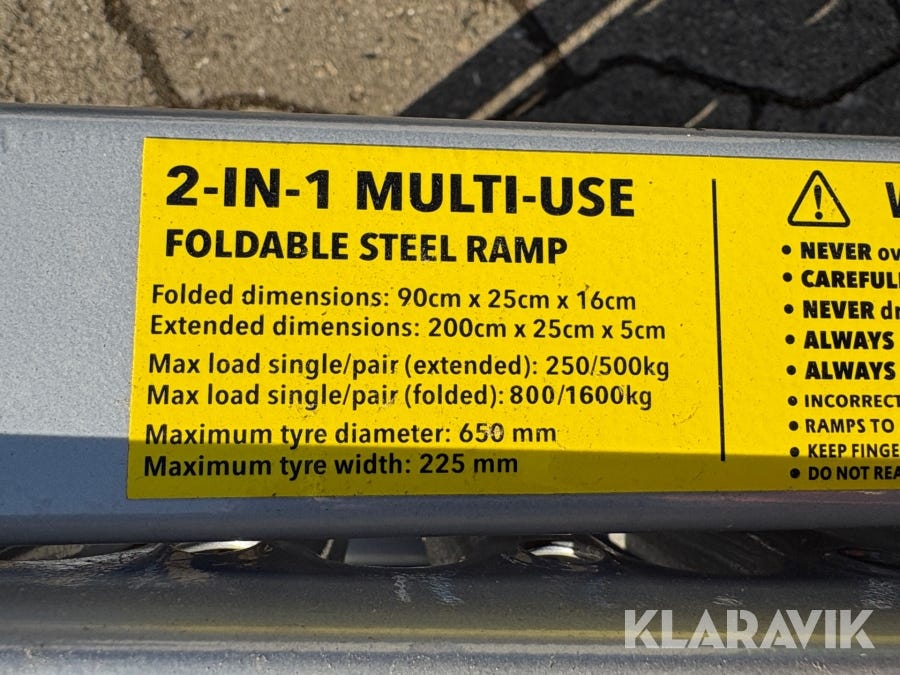 2-IN-1 MULTI-USE
FOLDABLE STEEL RAMP
Folded dimensions: 90cm x 25cm x 16cm
Extended dimensions: 200cm x 25cm x 5cm
Max load single/pair (extended): 250/500kg
Max load single/pair (folded): 800/1600kg
Maximum tyre diameter: 650 mm
Maximum tyre width: 225 mm
• NEVER
• CAREFULL
• NEVER
• ALWAYS
• ALWAYS
• INCORRECT
• RAMPS TO
• KEEP FINGE
• DO NOT REA
KLARAVIK